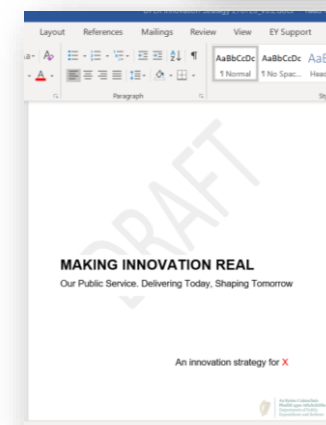 Layout References Mailings Review View EY Support
Paragraph
AaBbCcDc AaBbCcDc
¶ Normal ¶ No Spac... Head
DRAFT
MAKING INNOVATION REAL
Our Public Service. Delivering Today, Shaping Tomorrow
An innovation strategy for X